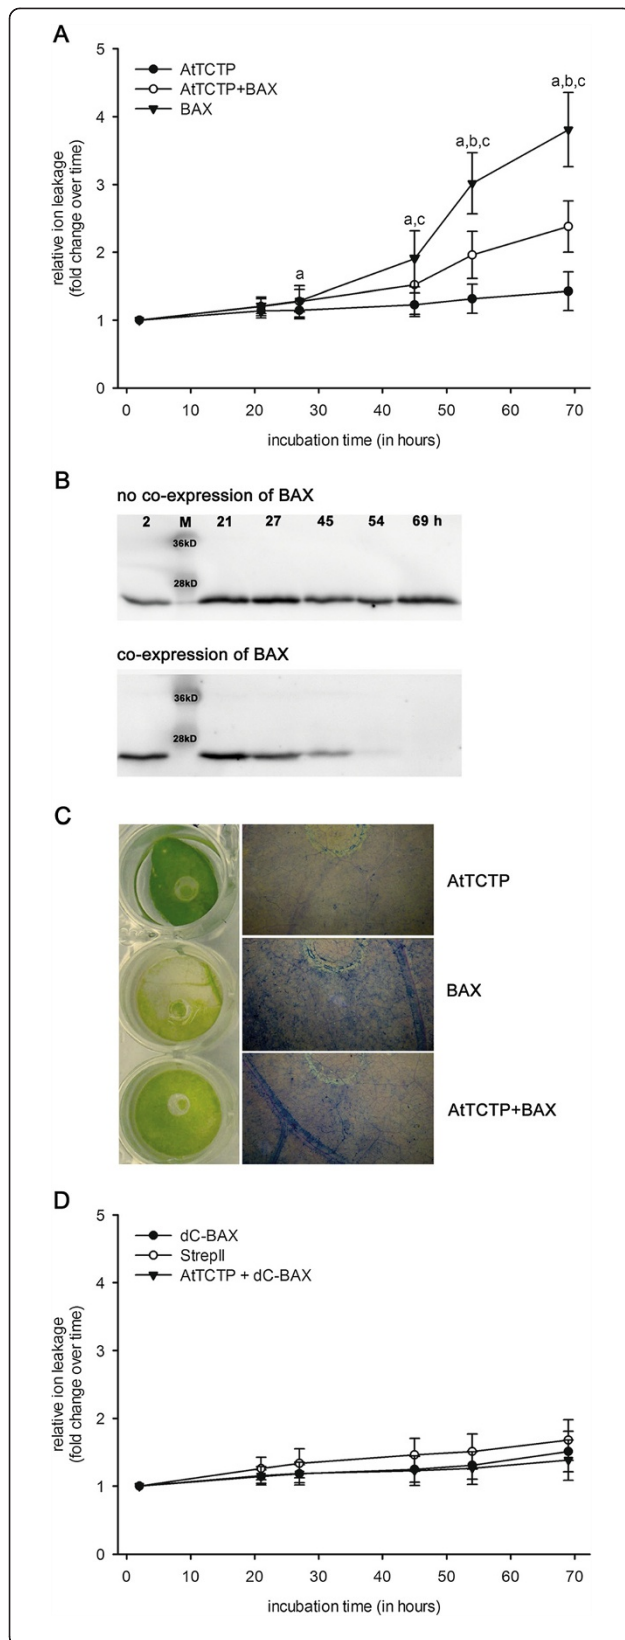 A
5
4
3
2
1
0
relative ion leakage
(fold change over time)
AtTCTP
AtTCTP+BAX
BAX
a
a,c
a,b,c
a,b,c
0 10 20 30 40 50 60 70
incubation time (in hours)
B
no co-expression of BAX
2 M 21 27 45 54 69 h
36kD
28kD
co-expression of BAX
36kD
28kD
C
AtTCTP
BAX
AtTCTP+BAX
D
5
4
3
2
1
0
relative ion leakage
(fold change over time)
dC-BAX
StrepII
AtTCTP + dC-BAX
0 10 20 30 40 50 60 70
incubation time (in hours)